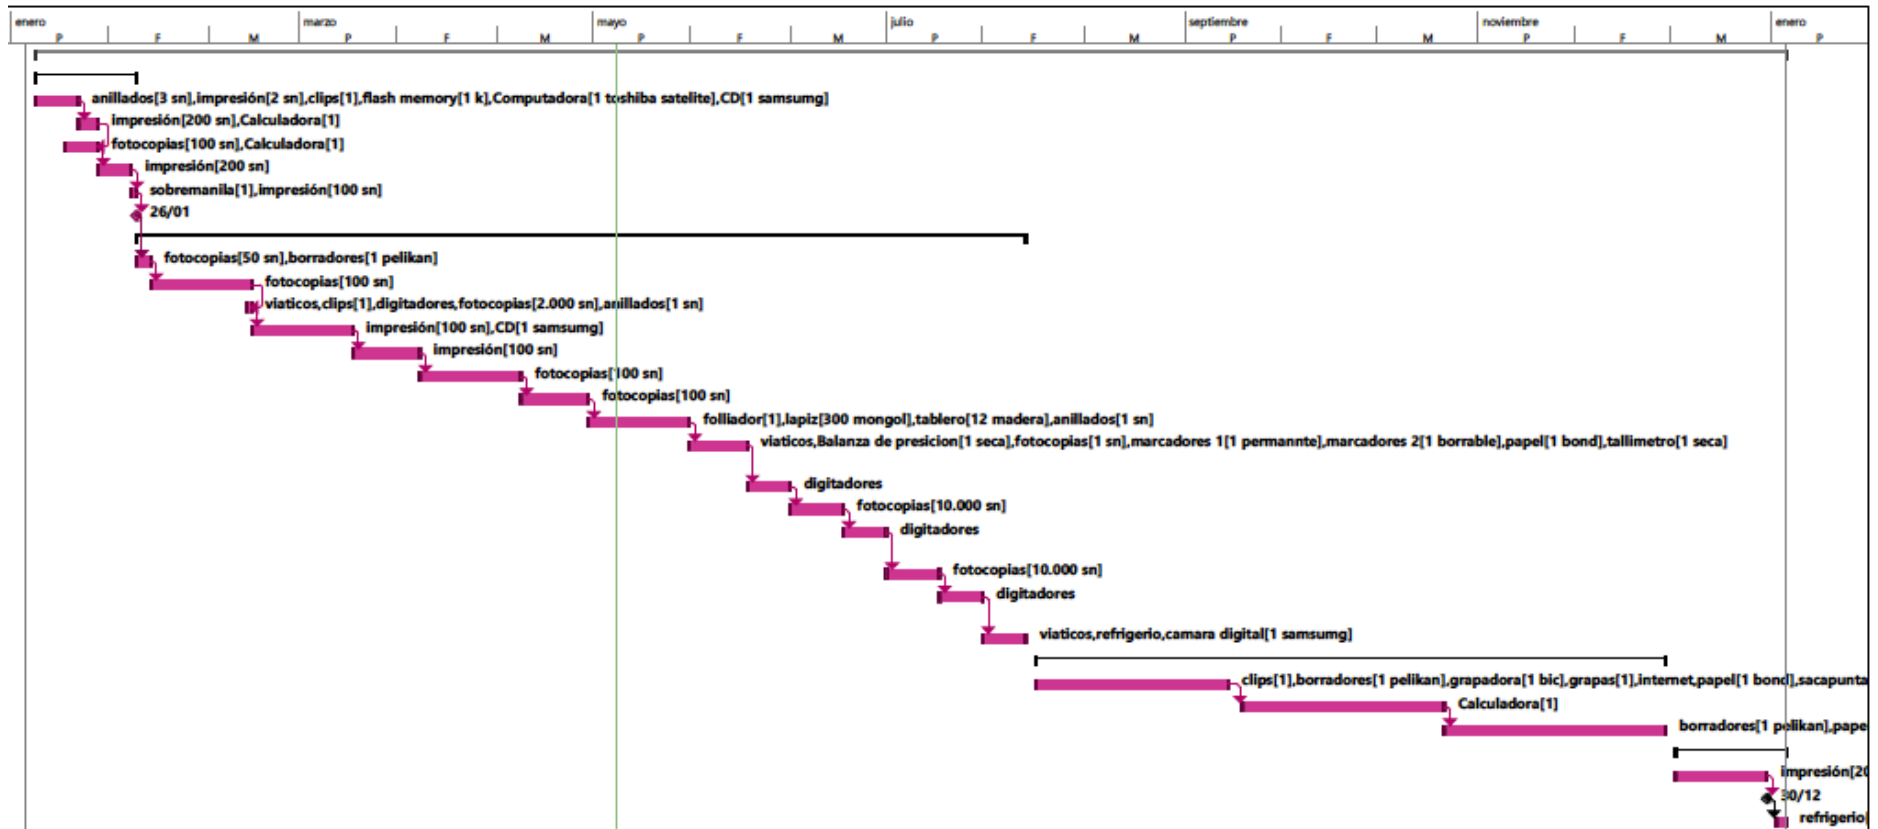 enero marzo mayo julio septiembre noviembre enero
P F M P F M P F M P F M P F M P F M P
anillados[3 sn],impresión[2 sn],clips[1],flash memory[1 k],Computadora[1 toshiba satelite],CD[1 samsumg]
impresión[200 sn],Calculadora[1]
fotocopias[100 sn],Calculadora[1]
impresión[200 sn]
sobremanila[1],impresión[100 sn]
26/01
fotocopias[50 sn],borradores[1 pelikan]
fotocopias[100 sn]
viaticos,clips[1],digitadores,fotocopias[2.000 sn],anillados[1 sn]
impresión[100 sn],CD[1 samsumg]
impresión[100 sn]
fotocopias[100 sn]
fotocopias[100 sn]
folliador[1],lapiz[300 mongol],tablero[12 madera],anillados[1 sn]
viaticos,Balanza de presicion[1 seca],fotocopias[1 sn],marcadores 1[1 permannte],marcadores 2[1 borrable],papel[1 bond],tallimetro[1 seca]
digitadores
fotocopias[10.000 sn]
digitadores
fotocopias[10.000 sn]
digitadores
viaticos,refrigerio,camara digital[1 samsumg]
clips[1],borradores[1 pelikan],grapadora[1 bic],grapas[1],internet,papel[1 bond],sacapunta
Calculadora[1]
borradores[1 pelikan],pape
impresión[20
30/12
refrigerio[